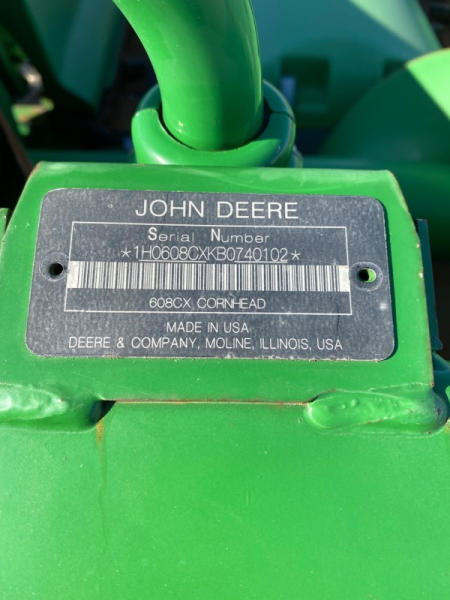 JOHN DEERE
Serial Number
*1H0608CXKB0740102*
608CX CORNHEAD
MADE IN USA
DEERE & COMPANY, MOLINE, ILLINOIS, USA